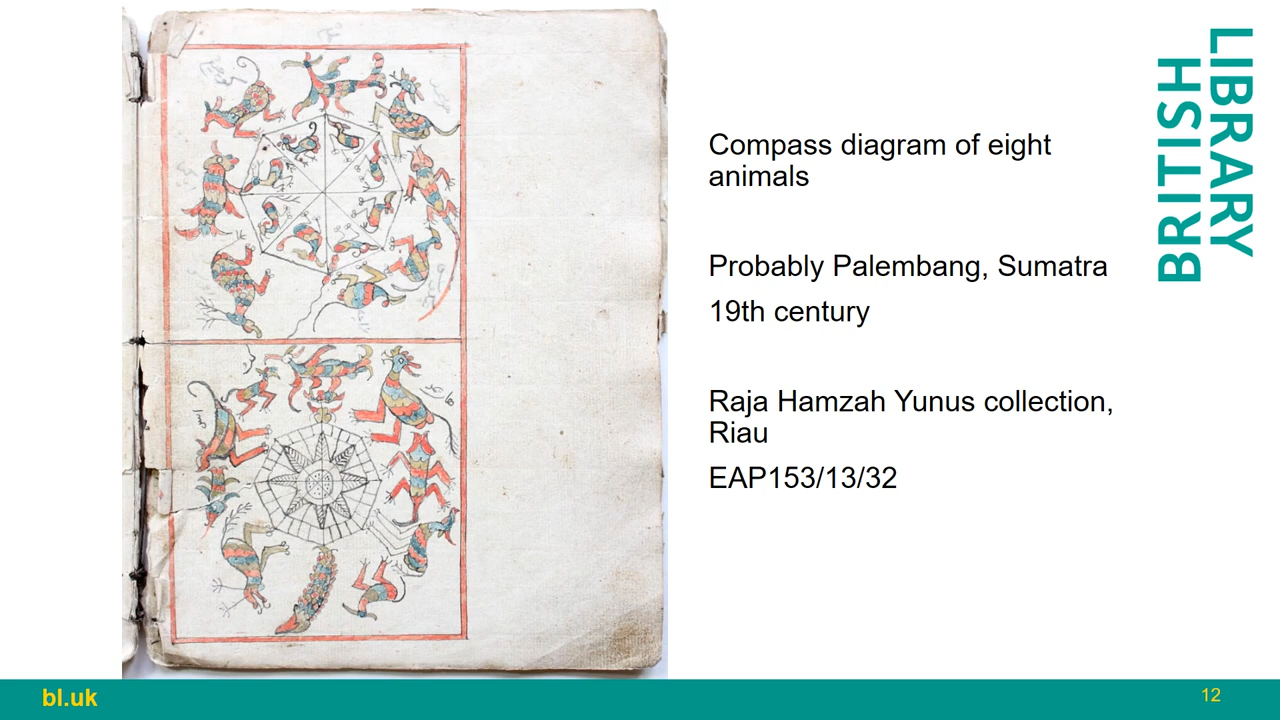 Compass diagram of eight
animals
Probably Palembang, Sumatra
19th century
Raja Hamzah Yunus collection,
Riau
EAP153/13/32
BRITISH
LIBRARY
bl.uk
12